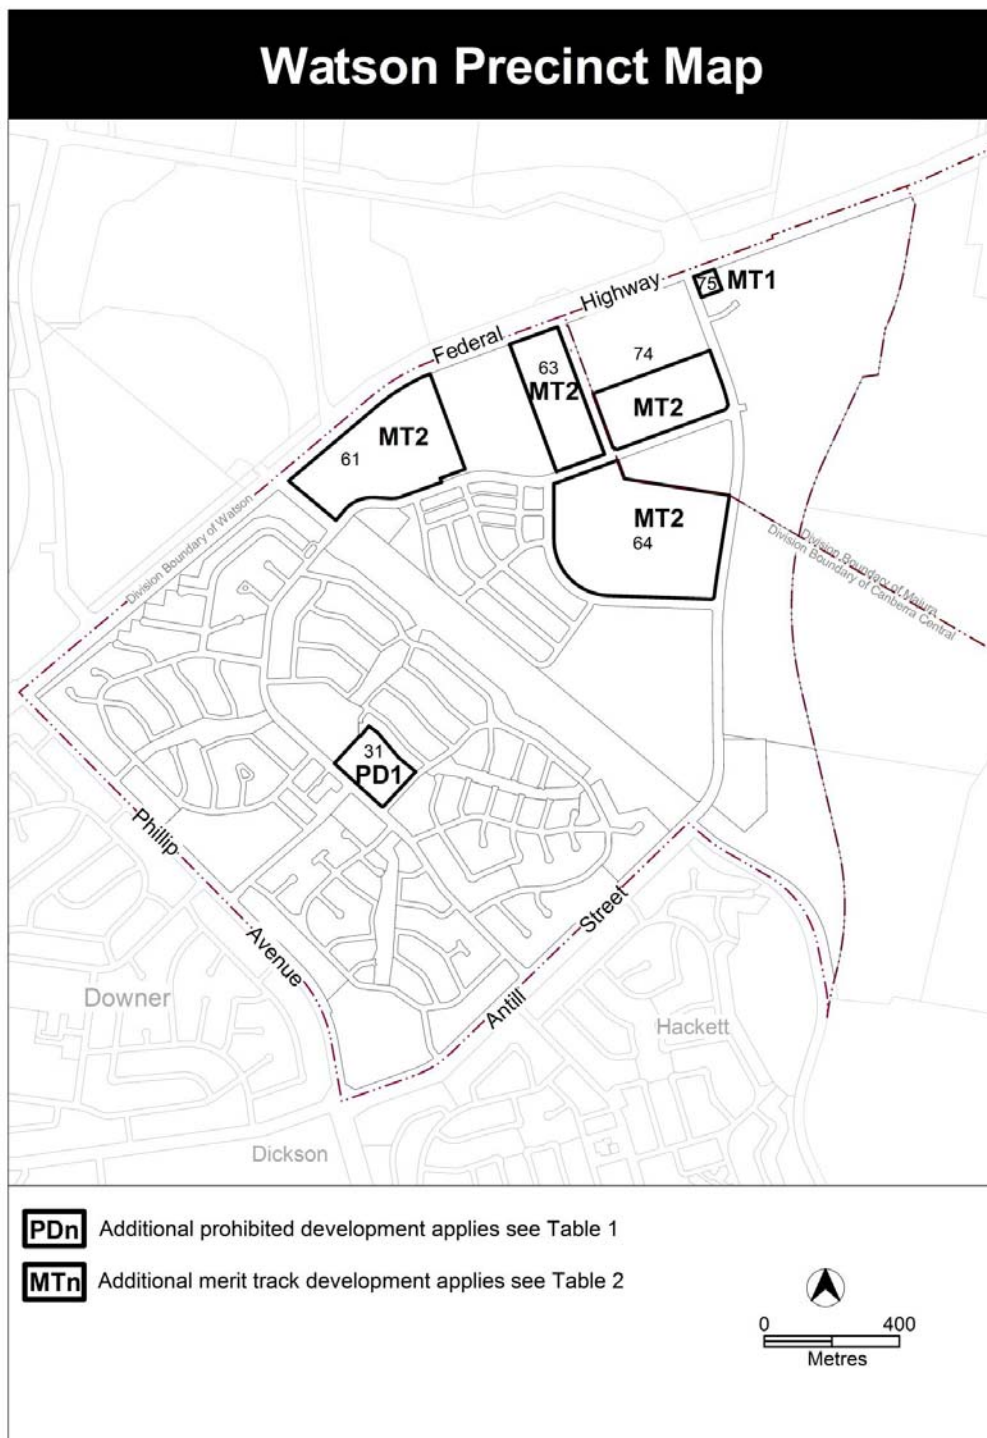 Watson Precinct Map
Federal Highway
75
MT1
74
63
MT2
MT2
MT2
61
MT2
64
Division Boundary of Watson
Division Boundary of Majura
Division Boundary of Canberra Central
31
PD1
Phillip Avenue
Antill Street
Downer
Hackett
Dickson
PDn Additional prohibited development applies see Table 1
MTn Additional merit track development applies see Table 2
0 400
Metres